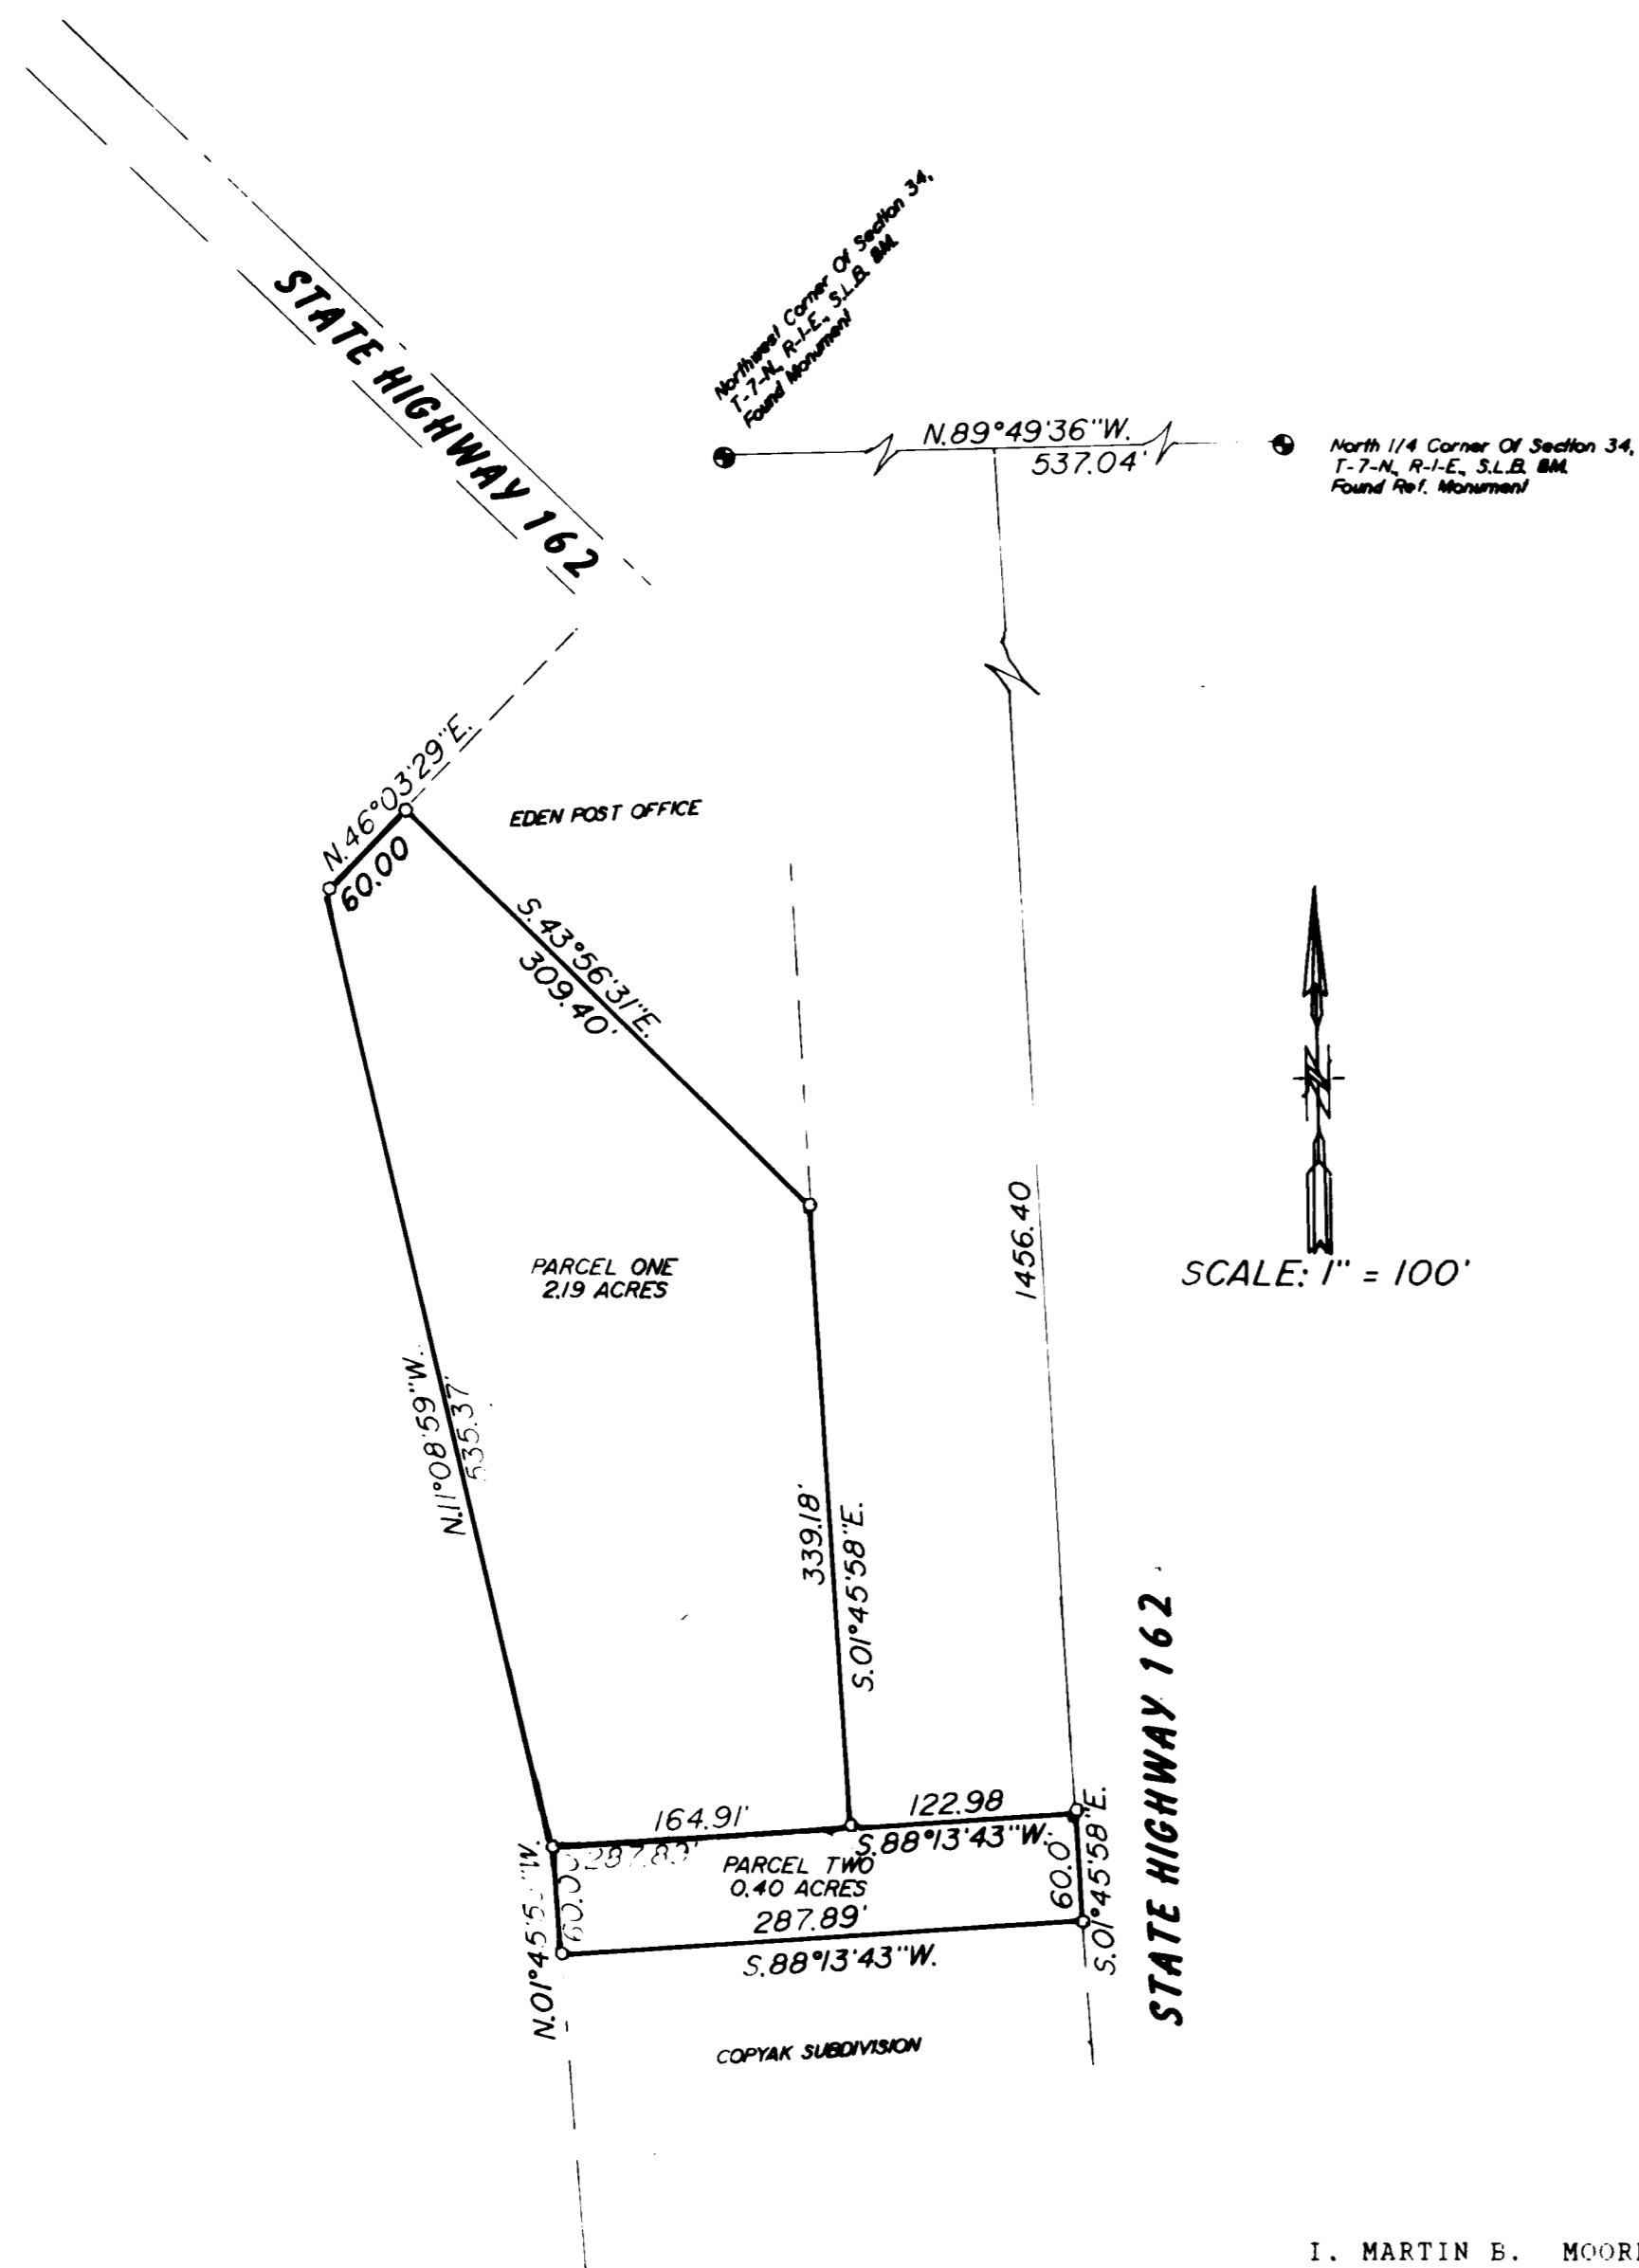 Northwest Corner Of Section 34,
T-7-N, R-1-E, S.L.B. &M.
Found Monument
STATE HIGHWAY 162
N.89°49'36"W.
537.04'
North 1/4 Corner Of Section 34,
T-7-N, R-1-E, S.L.B. &M.
Found Ref. Monument
N.46°03'29"E.
60.00
EDEN POST OFFICE
S.43°56'31"E.
309.40'
1456.40
N
SCALE: 1" = 100'
PARCEL ONE
2.19 ACRES
N.11°08'59"W.
535.37'
339.18'
S.01°45'58"E.
STATE HIGHWAY 162
164.91'
122.98
S.88°13'43"W.
PARCEL TWO
0.40 ACRES
287.89'
S.88°13'43"W.
60.0
S.01°45'58"E.
COPYAK SUBDIVISION
I. MARTIN B.